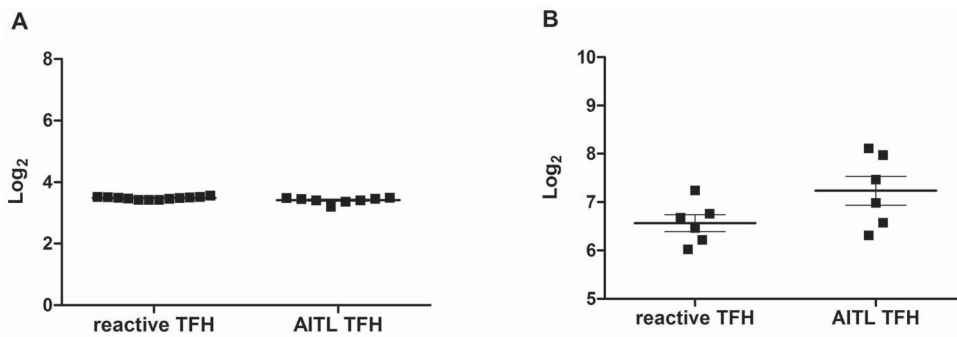 A
Log₂
8
6
4
2
0
reactive TFH AITL TFH
B
Log₂
10
9
8
7
6
5
reactive TFH AITL TFH